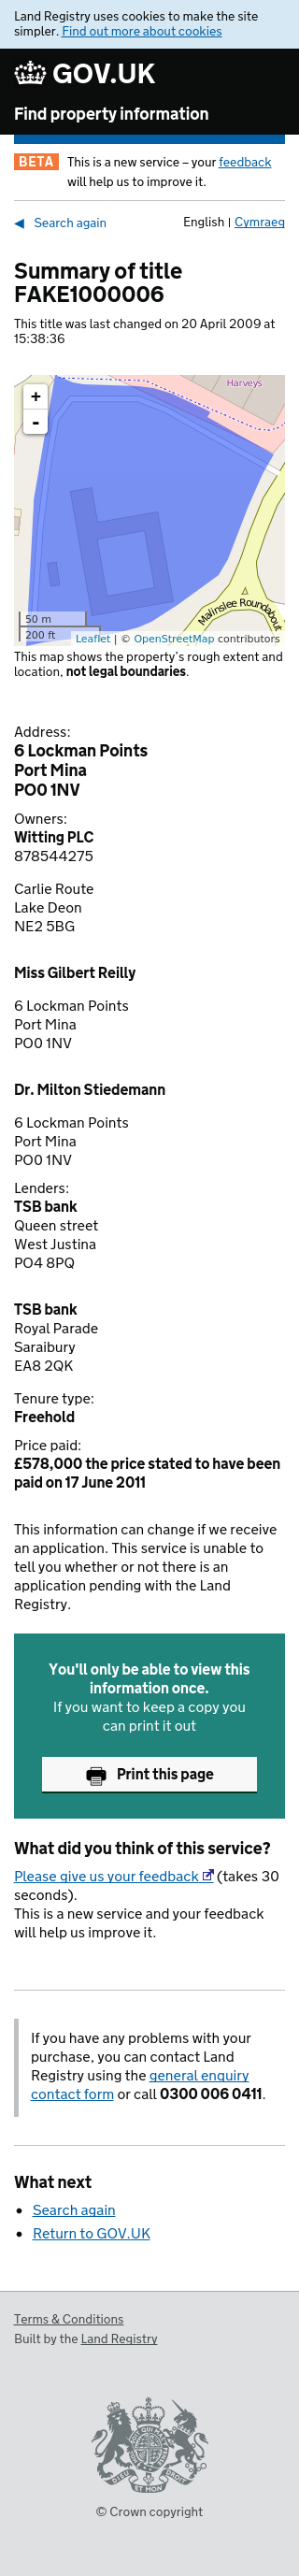 Land Registry uses cookies to make the site
simpler. Find out more about cookies
GOV.UK
Find property information
BETA This is a new service – your feedback
will help us to improve it.
Search again English | Cymraeg
Summary of title
FAKE1000006
This title was last changed on 20 April 2009 at
15:38:36
Harveys
+
-
Malinslee Roundabout
50 m
200 ft
Leaflet | © OpenStreetMap contributors
This map shows the property's rough extent and
location, not legal boundaries.
Address:
6 Lockman Points
Port Mina
PO0 1NV
Owners:
Witting PLC
878544275
Carlie Route
Lake Deon
NE2 5BG
Miss Gilbert Reilly
6 Lockman Points
Port Mina
PO0 1NV
Dr. Milton Stiedemann
6 Lockman Points
Port Mina
PO0 1NV
Lenders:
TSB bank
Queen street
West Justina
PO4 8PQ
TSB bank
Royal Parade
Saraibury
EA8 2QK
Tenure type:
Freehold
Price paid:
£578,000 the price stated to have been
paid on 17 June 2011
This information can change if we receive
an application. This service is unable to
tell you whether or not there is an
application pending with the Land
Registry.
You'll only be able to view this
information once.
If you want to keep a copy you
can print it out
Print this page
What did you think of this service?
Please give us your feedback (takes 30
seconds).
This is a new service and your feedback
will help us improve it.
If you have any problems with your
purchase, you can contact Land
Registry using the general enquiry
contact form or call 0300 006 0411.
What next
• Search again
• Return to GOV.UK
Terms & Conditions
Built by the Land Registry
© Crown copyright